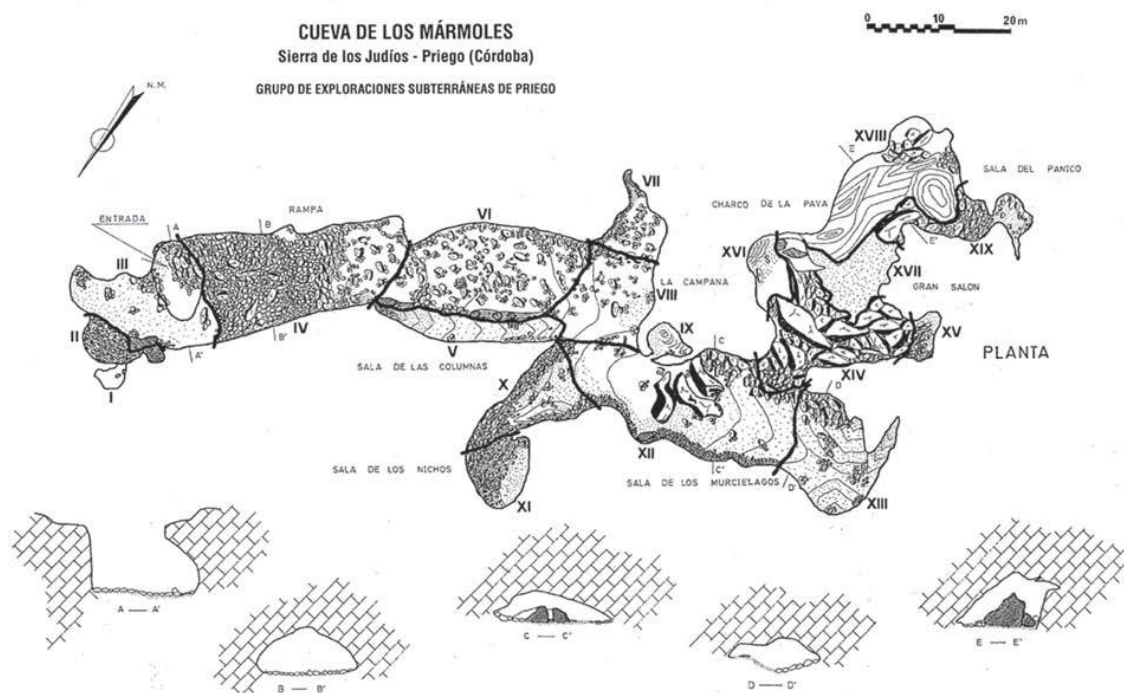 CUEVA DE LOS MÁRMOLES
Sierra de los Judíos - Priego (Córdoba)
GRUPO DE EXPLORACIONES SUBTERRÁNEAS DE PRIEGO
0 10 20 m
N.M.
XVIII
E
SALA DEL PANICO
VII
CHARCO DE LA PAVA
RAMPA
B
VI
ENTRADA
A
E'
XIX
XVI
III
XVII
LA CAMPANA
GRAN SALON
VIII
IV
IX
XV
II
B'
C
PLANTA
A'
V
SALA DE LAS COLUMNAS
XIV
I
X
D
XII
SALA DE LOS NICHOS
C'
SALA DE LOS MURCIELAGOS
D'
XI
XIII
A — A'
C — C'
E — E'
B — B'
D — D'